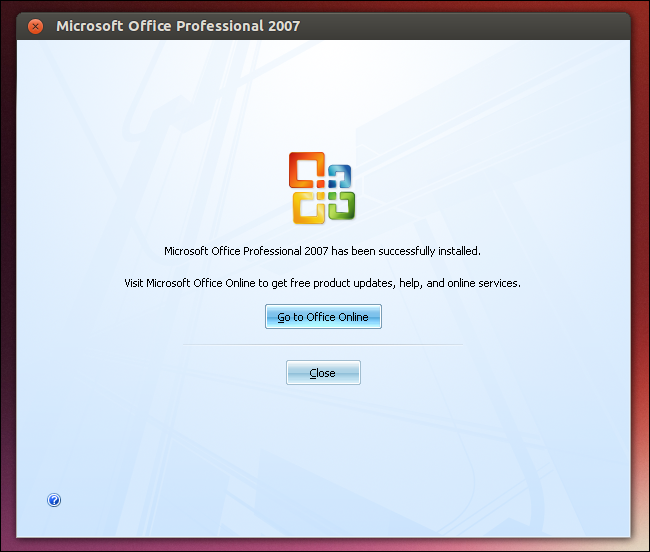 Microsoft Office Professional 2007
Microsoft Office Professional 2007 has been successfully installed.
Visit Microsoft Office Online to get free product updates, help, and online services.
Go to Office Online
Close
?